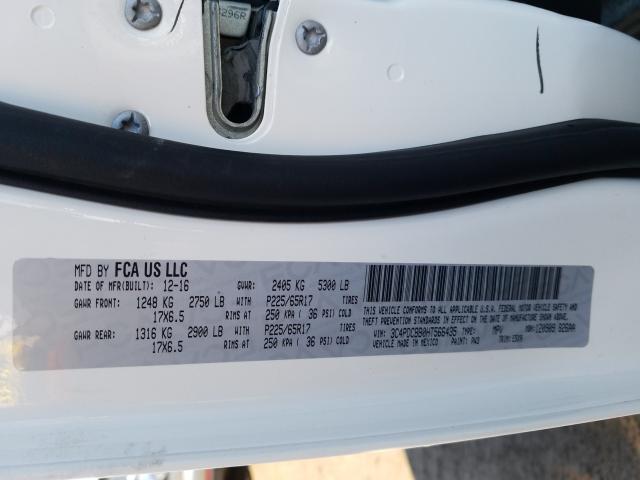 296R
MFD BY FCA US LLC
DATE OF MFR(BUILT): 12-16 GVWR: 2405 KG 5300 LB
GAWR FRONT: 1248 KG 2750 LB WITH P225/65R17 TIRES
17X6.5 RIMS AT 250 KPA ( 36 PSI) COLD
GAWR REAR: 1316 KG 2900 LB WITH P225/65R17 TIRES
17X6.5 RIMS AT 250 KPA ( 36 PSI) COLD
THIS VEHICLE CONFORMS TO ALL APPLICABLE U.S.A. FEDERAL MOTOR VEHICLE SAFETY AND THEFT PREVENTION STANDARDS IN EFFECT ON THE DATE OF MANUFACTURE SHOWN ABOVE.
VIN: 3C4PDCBB0HT566435 TYPE: MPV MDH:
VEHICLE MADE IN MEXICO PAINT: PW3 TRIM: